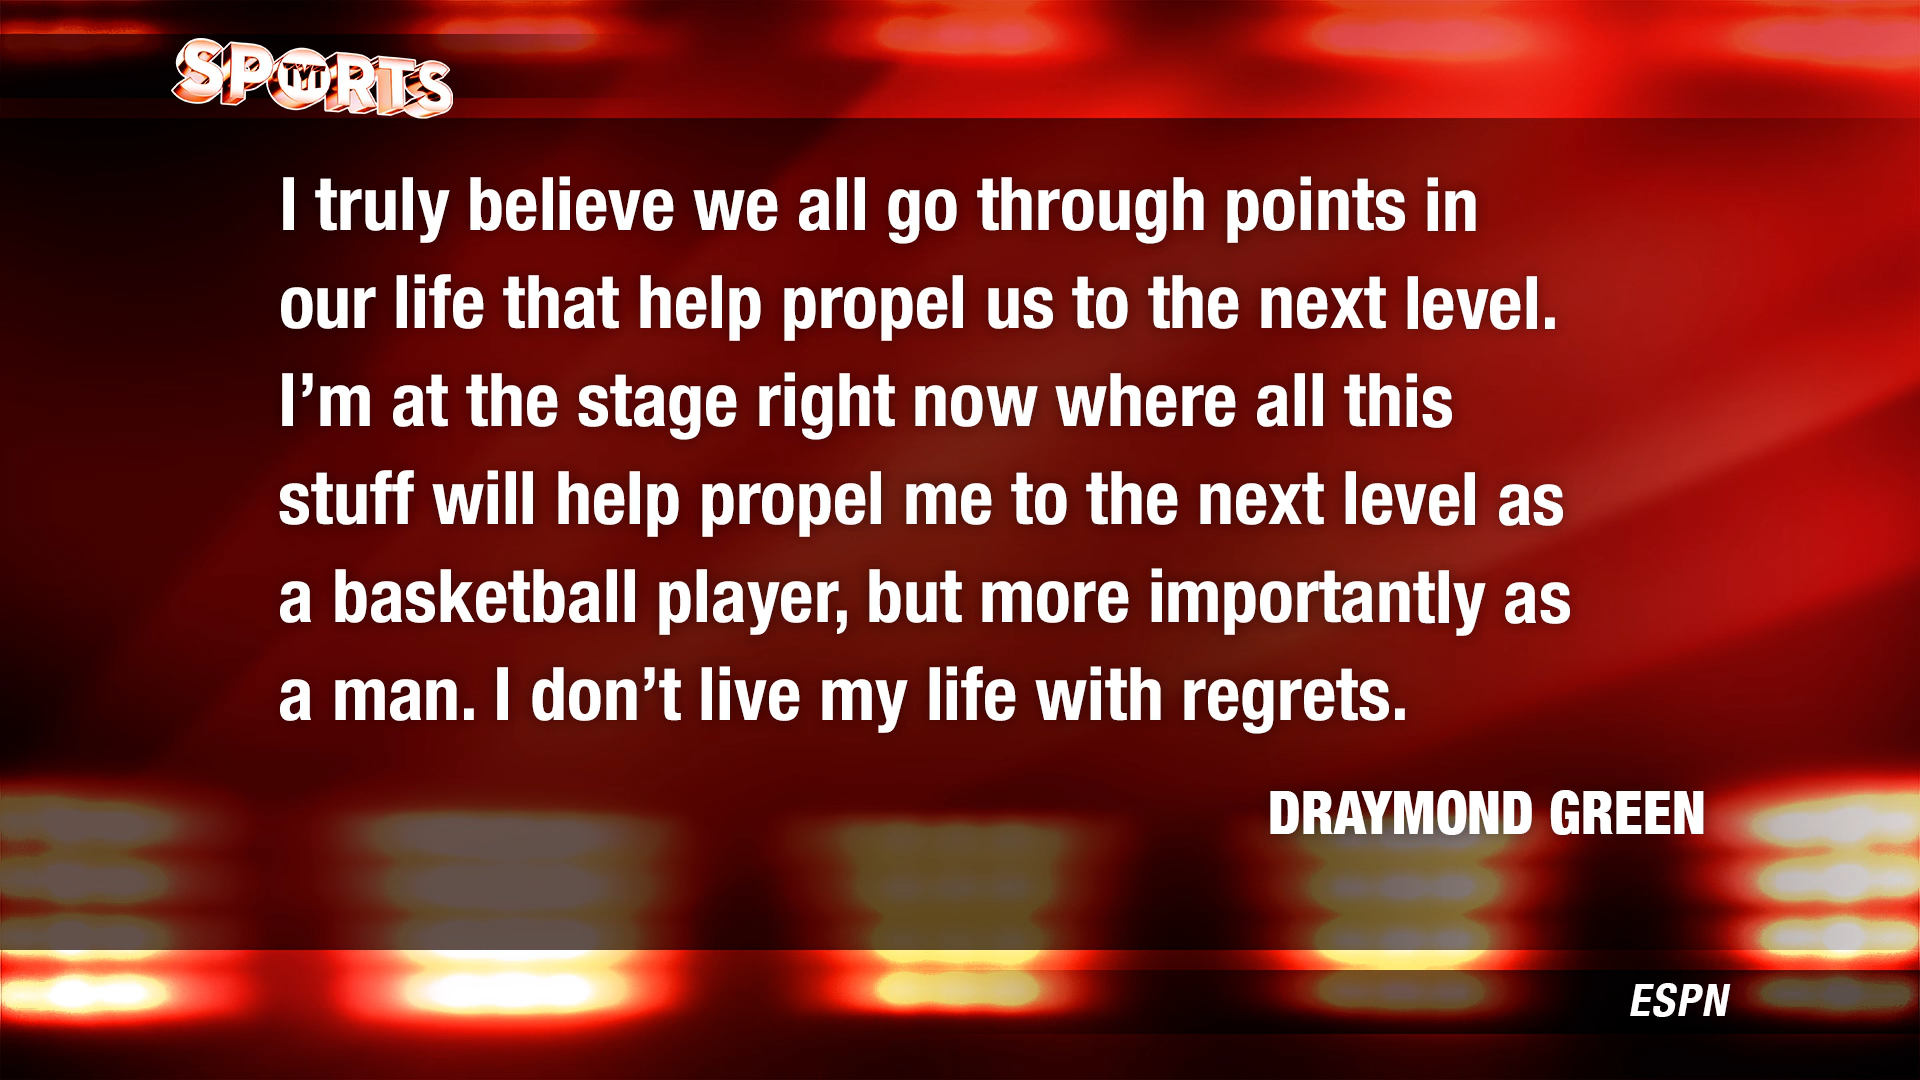 SPORTS
TYT
I truly believe we all go through points in
our life that help propel us to the next level.
I’m at the stage right now where all this
stuff will help propel me to the next level as
a basketball player, but more importantly as
a man. I don’t live my life with regrets.
DRAYMOND GREEN
ESPN